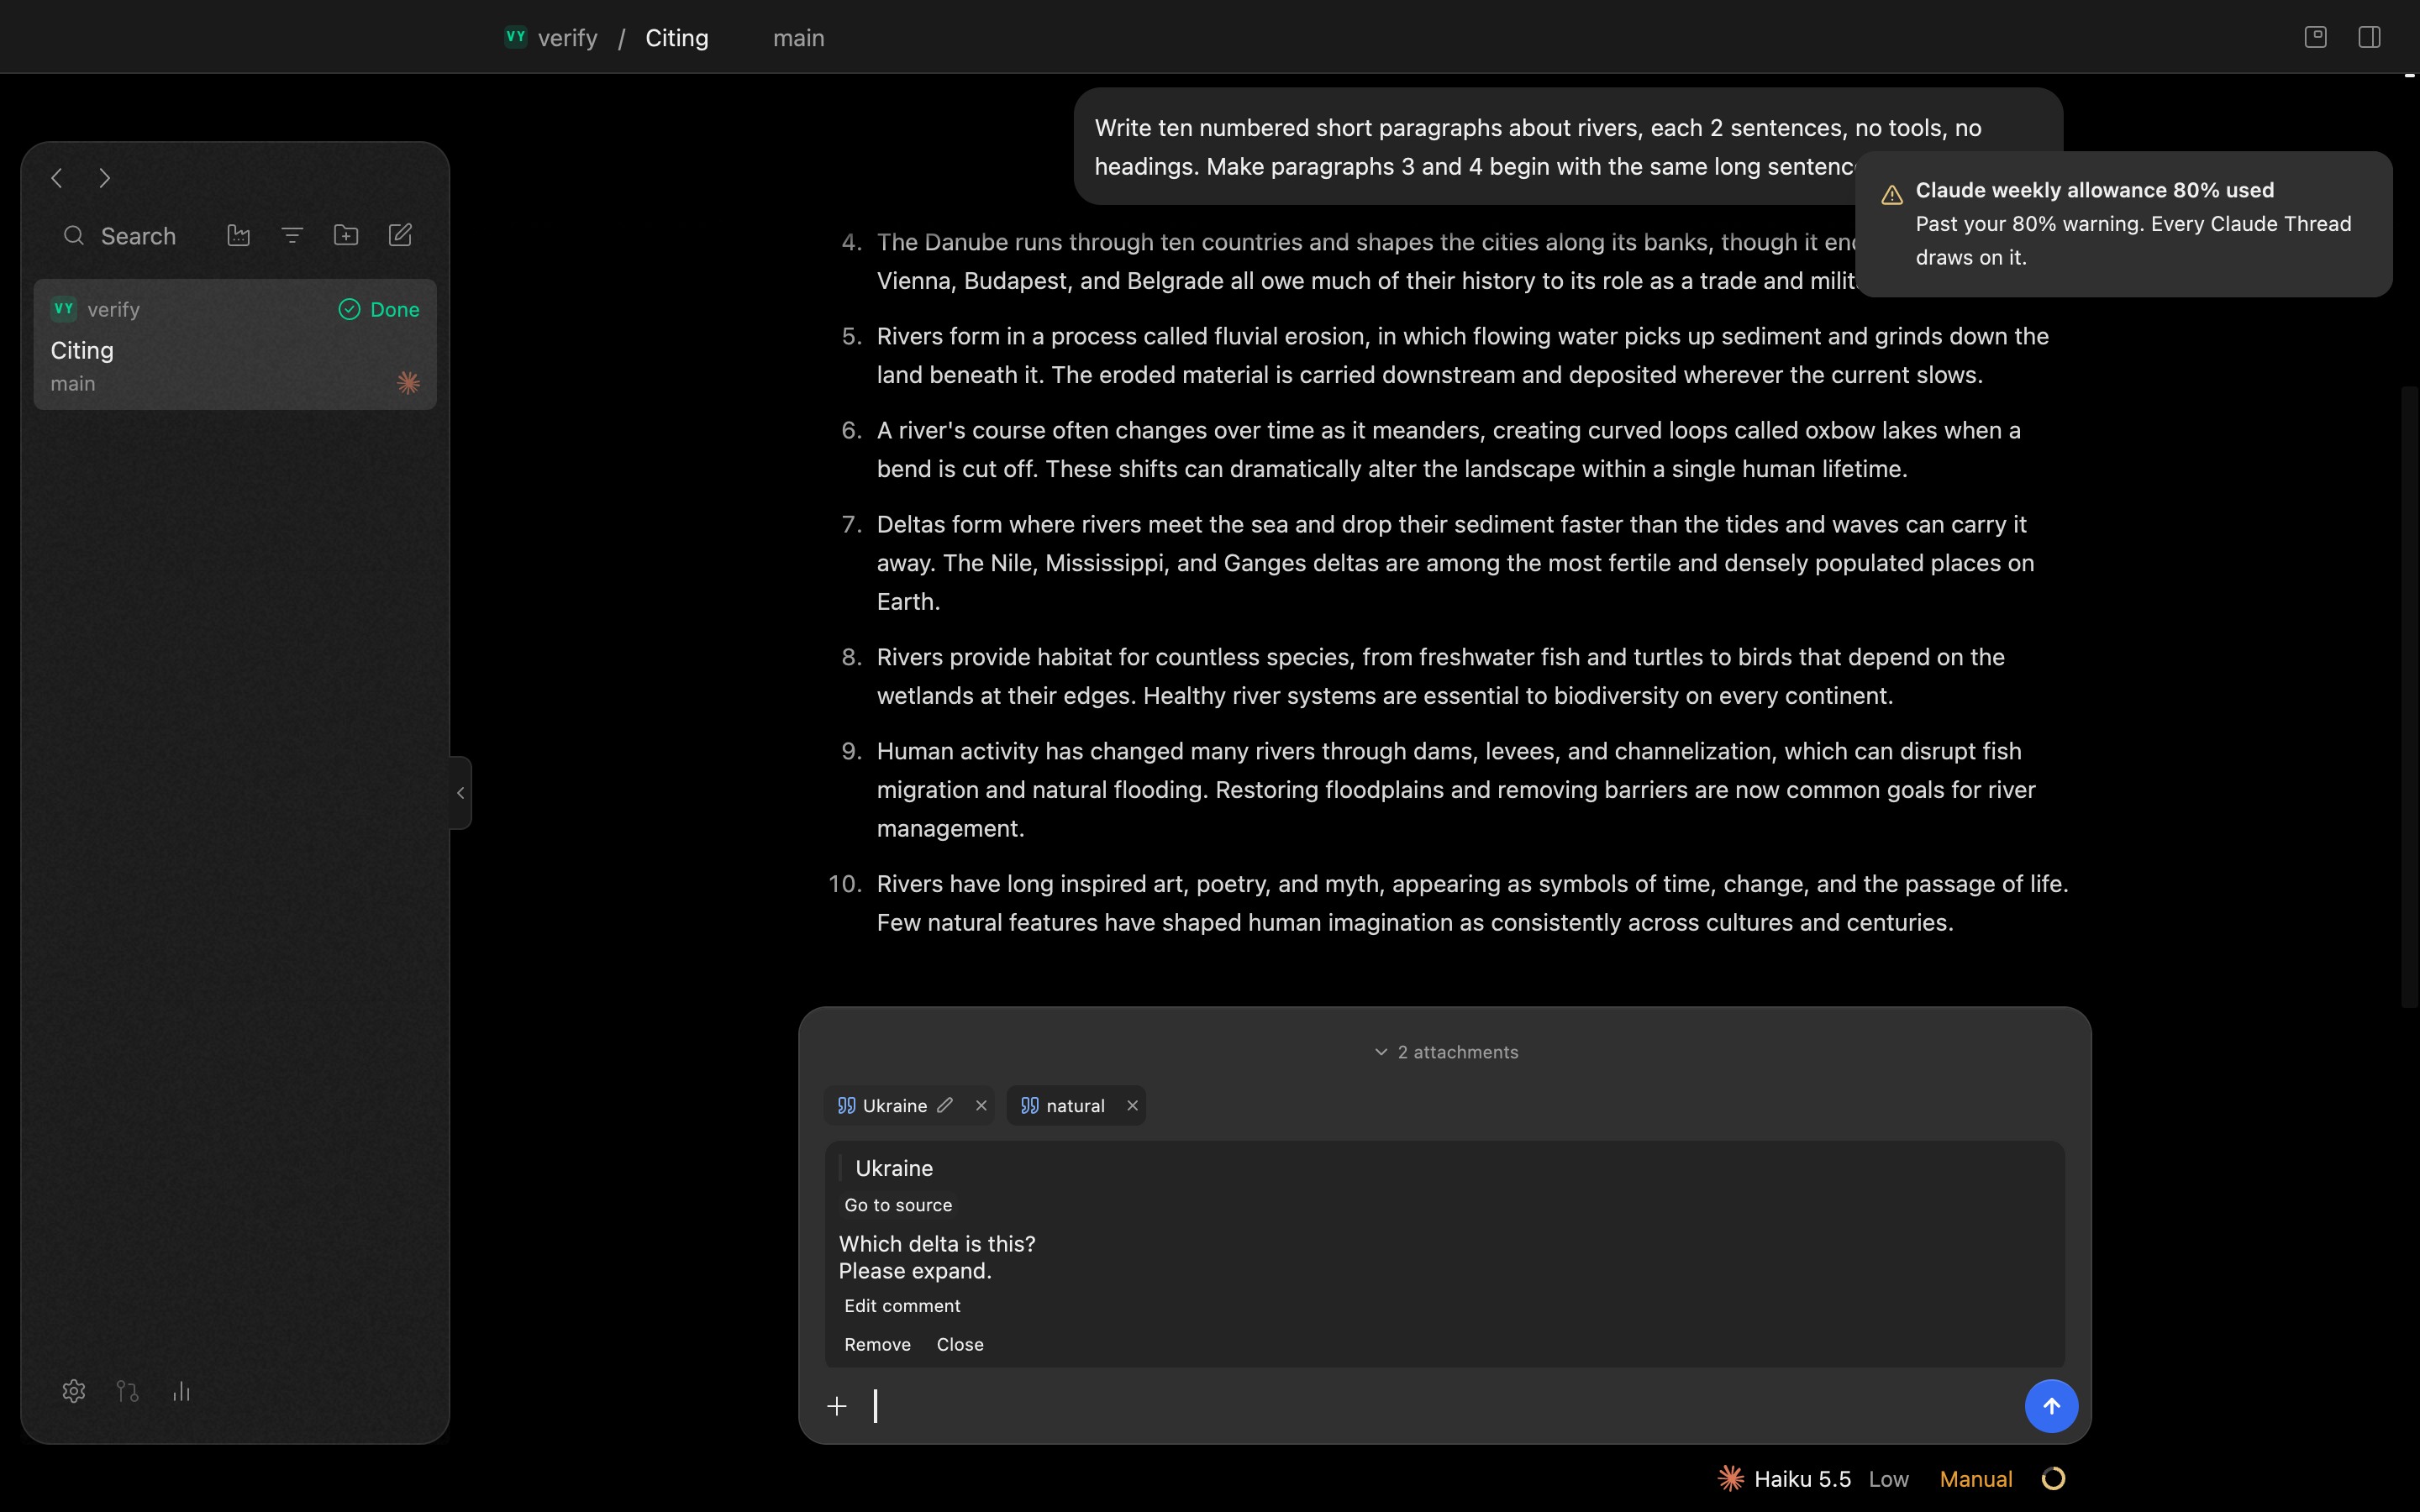 VY verify / Citing main
Search
VY verify Done
Citing
main
Write ten numbered short paragraphs about rivers, each 2 sentences, no tools, no
headings. Make paragraphs 3 and 4 begin with the same long sentenc
Claude weekly allowance 80% used
Past your 80% warning. Every Claude Thread
draws on it.
4. The Danube runs through ten countries and shapes the cities along its banks, though it en
Vienna, Budapest, and Belgrade all owe much of their history to its role as a trade and milit
5. Rivers form in a process called fluvial erosion, in which flowing water picks up sediment and grinds down the
land beneath it. The eroded material is carried downstream and deposited wherever the current slows.
6. A river's course often changes over time as it meanders, creating curved loops called oxbow lakes when a
bend is cut off. These shifts can dramatically alter the landscape within a single human lifetime.
7. Deltas form where rivers meet the sea and drop their sediment faster than the tides and waves can carry it
away. The Nile, Mississippi, and Ganges deltas are among the most fertile and densely populated places on
Earth.
8. Rivers provide habitat for countless species, from freshwater fish and turtles to birds that depend on the
wetlands at their edges. Healthy river systems are essential to biodiversity on every continent.
9. Human activity has changed many rivers through dams, levees, and channelization, which can disrupt fish
migration and natural flooding. Restoring floodplains and removing barriers are now common goals for river
management.
10. Rivers have long inspired art, poetry, and myth, appearing as symbols of time, change, and the passage of life.
Few natural features have shaped human imagination as consistently across cultures and centuries.
2 attachments
Ukraine natural
Ukraine
Go to source
Which delta is this?
Please expand.
Edit comment
Remove Close
Haiku 5.5 Low Manual